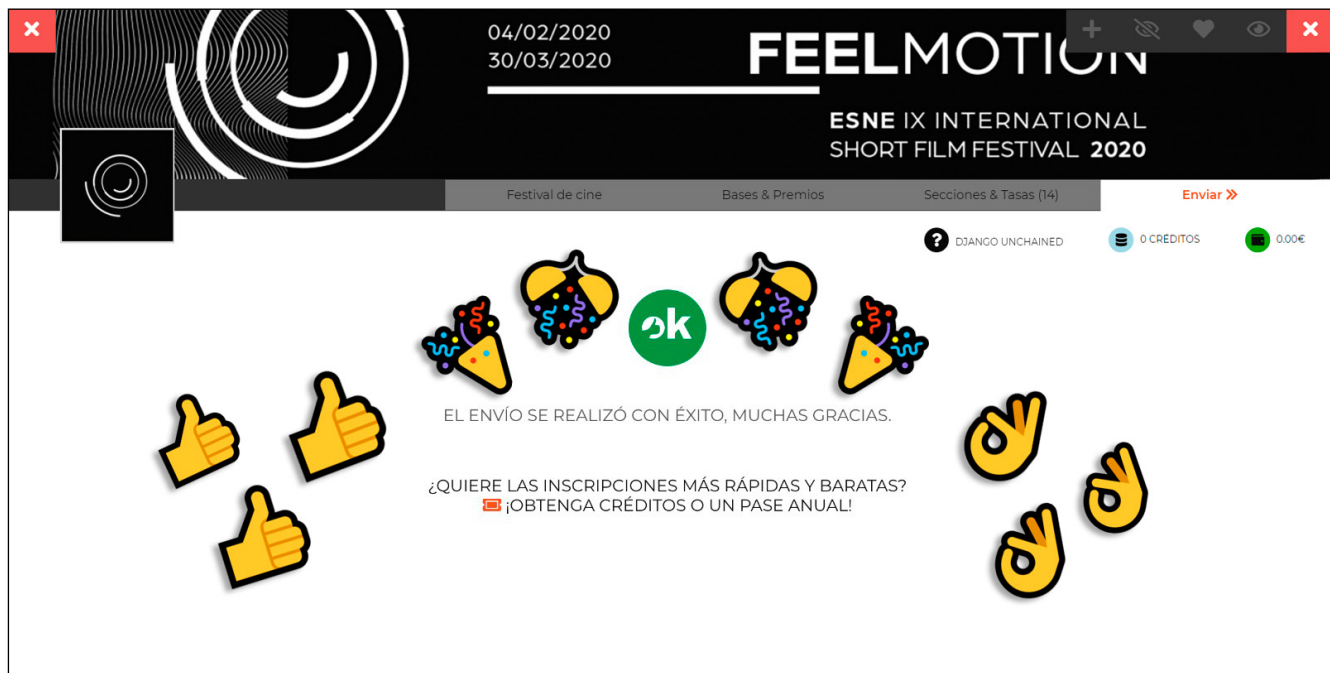 04/02/2020
30/03/2020
FEELMOTION
ESNE IX INTERNATIONAL
SHORT FILM FESTIVAL 2020
Festival de cine
Bases & Premios
Secciones & Tasas (14)
Enviar
DJANGO UNCHAINED
0 CRÉDITOS
0.00€
ok
EL ENVÍO SE REALIZÓ CON ÉXITO, MUCHAS GRACIAS.
¿QUIERE LAS INSCRIPCIONES MÁS RÁPIDAS Y BARATAS?
¡OBTENGA CRÉDITOS O UN PASE ANUAL!